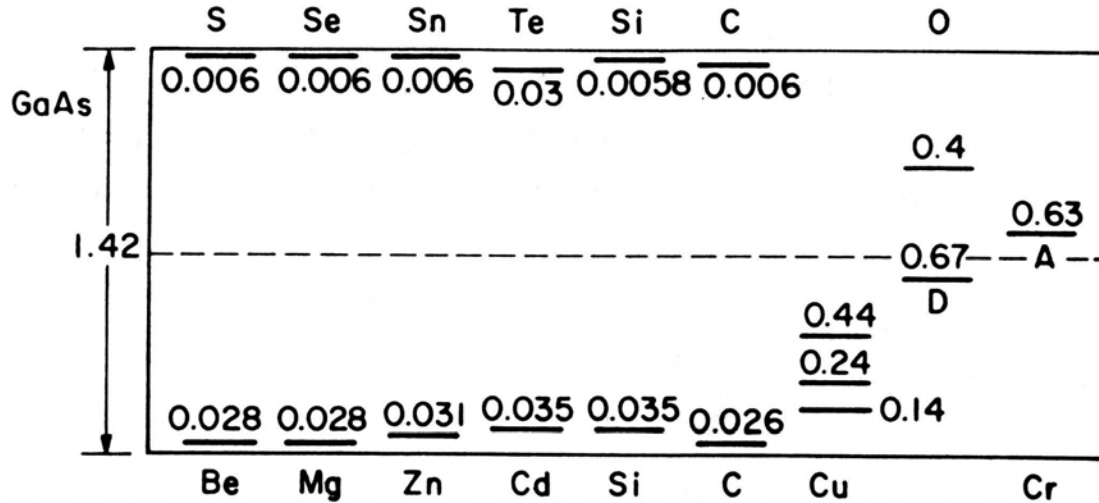 S Se Sn Te Si C O
0.006 0.006 0.006 0.03 0.0058 0.006
GaAs
0.4
0.63
1.42
0.67
A
D
0.44
0.24
0.14
0.028 0.028 0.031 0.035 0.035 0.026
Be Mg Zn Cd Si C Cu Cr